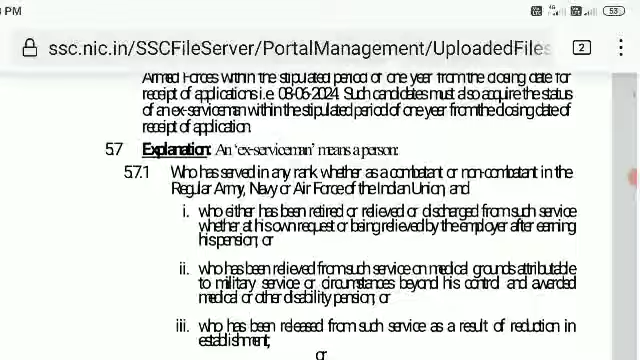 PM
53
ssc.nic.in/SSCFileServer/PortalManagement/UploadedFiles
2
Armed Forces within the stipulated period of one year from the closing date for
receipt of applications i.e. 08-06-2024. Such candidates must also acquire the status
of an ex-serviceman within the stipulated period of one year from the closing date of
receipt of application.
5.7 Explanation: An ‘ex-serviceman’ means a person:
5.7.1 Who has served in any rank whether as a combatant or non-combatant in the
Regular Army, Navy or Air Force of the Indian Union, and
i. who either has been retired or relieved or discharged from such service
whether at his own request or being relieved by the employer after earning
his pension; or
ii. who has been relieved from such service on medical grounds attributable
to military service or circumstances beyond his control and awarded
medical or other disability pension; or
iii. who has been released from such service as a result of reduction in
establishment;
or